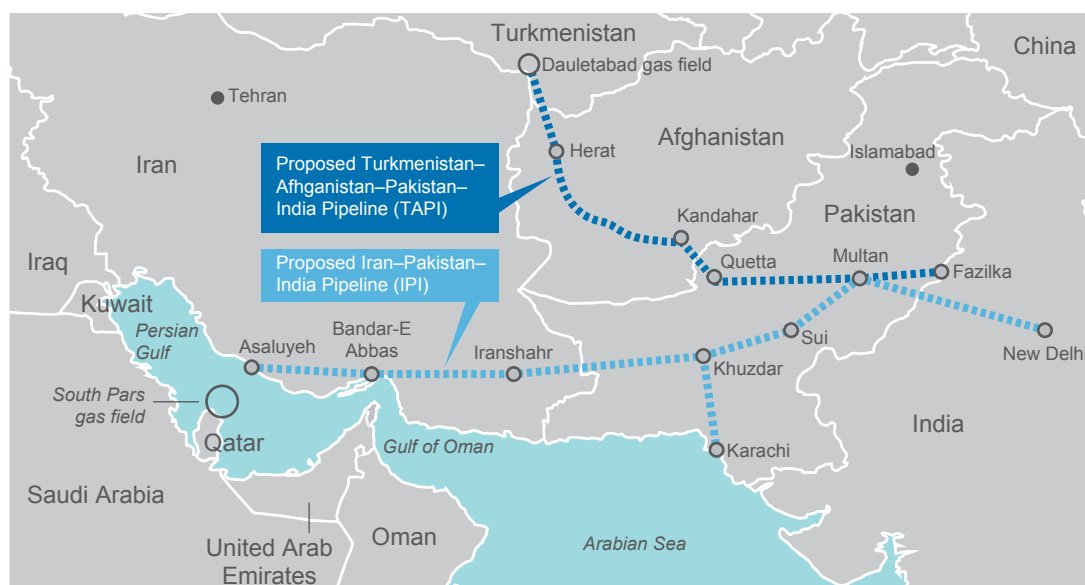 Turkmenistan
China
Dauletabad gas field
Tehran
Afghanistan
Herat
Islamabad
Iran
Proposed Turkmenistan–
Afhganistan–Pakistan–
India Pipeline (TAPI)
Kandahar
Pakistan
Iraq
Proposed Iran–Pakistan–
India Pipeline (IPI)
Quetta
Multan
Fazilka
Kuwait
Persian
Gulf
Asaluyeh
Bandar-E
Abbas
Iranshahr
Khuzdar
Sui
New Delhi
South Pars
gas field
Qatar
Gulf of Oman
Karachi
India
Saudi Arabia
United Arab
Emirates
Oman
Arabian Sea